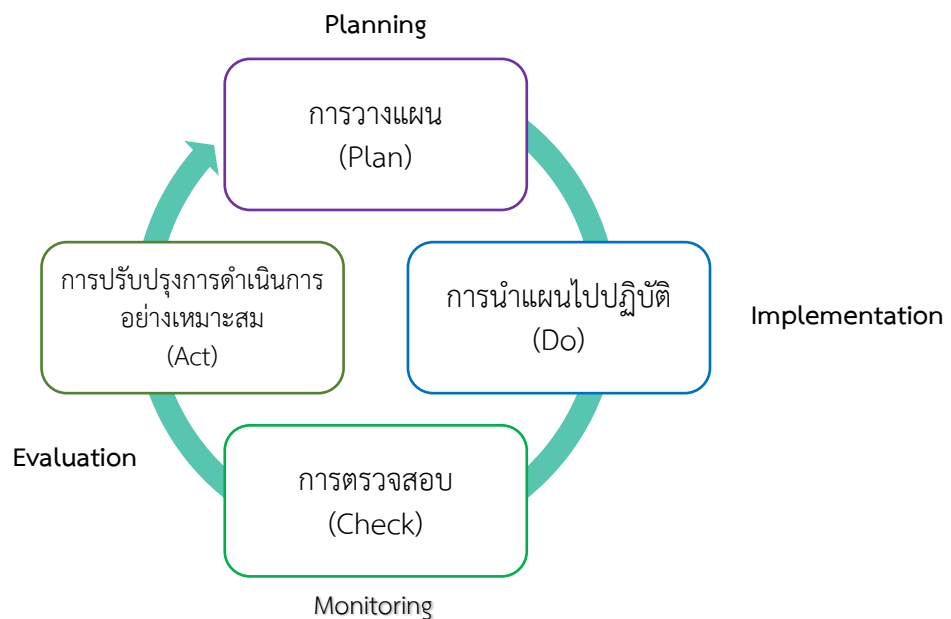 Planning
การวางแผน
(Plan)
การปรับปรุงการดำเนินการ
อย่างเหมาะสม
(Act)
การนำแผนไปปฏิบัติ
(Do)
Implementation
Evaluation
การตรวจสอบ
(Check)
Monitoring